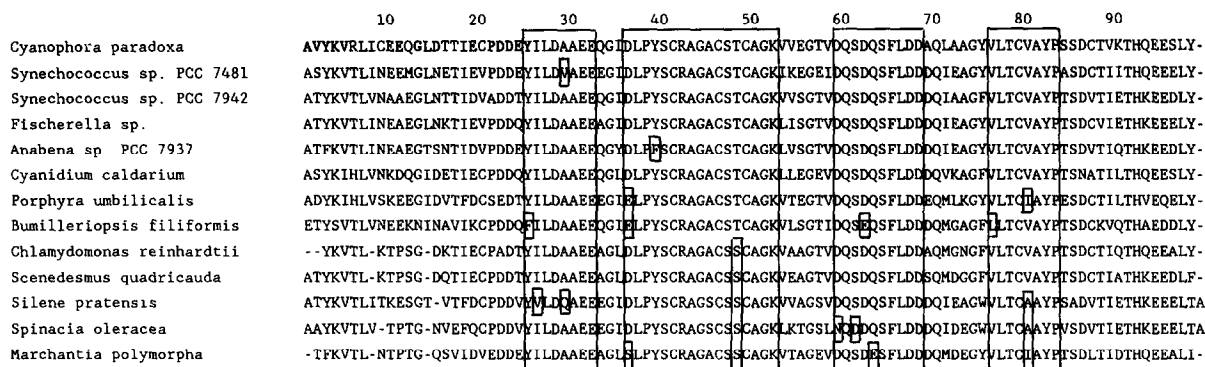 10 20 30 40 50 60 70 80 90
Cyanophora paradoxa AVYKVRLICEEQGLDTTIECPDDEYILDAAEEQGIDLPYSCRAGACSTCAGKVVEGTVDQSDQSFLDDAQLAAGYVLTCVAYPSSDCTVKTHQEESLY-
Synechococcus sp. PCC 7481 ASYKVTLINEEMGLNETIEVPDDEYILDVAEEEGIDLPYSCRAGACSTCAGKIKEGEIDQSDQSFLDDDQIEAGYVLTCVAYPASDCTIITHQEEELY-
Synechococcus sp. PCC 7942 ATYKVTLVNAAEGLNTTIDVADDTYILDAAEEQGIDLPYSCRAGACSTCAGKVVSGTVDQSDQSFLDDDQIAAGFVLTCVAYPTSDVTIETHKEEDLY-
Fischerella sp. ATYKVTLINEAEGLNKTIEVPDDQYILDAAEEAGIDLPYSCRAGACSTCAGKLISGTVDQSDQSFLDDDQIEAGYVLTCVAYPTSDCVIETHKEEELY-
Anabena sp PCC 7937 ATFKVTLINEAEGTSNTIDVPDDEYILDAAEEQGYDLPFSCRAGACSTCAGKLVSGTVDQSDQSFLDDDQIEAGYVLTCVAYPTSDVTIQTHKEEDLY-
Cyanidium caldarium ASYKIHLVNKDQGIDETIECPDDQYILDAAEEQGLDLPYSCRAGACSTCAGKLLEGEVDQSDQSFLDDDQVKAGFVLTCVAYPTSNATILTHQEESLY-
Porphyra umbilicalis ADYKIHLVSKEEGIDVTFDCSEDTYILDAAEEEGIELPYSCRAGACSTCAGKVTEGTVDQSDQSFLDDEQMLKGYVLTCIAYPESDCTILTHVEQELY-
Bumilleriopsis filiformis ETYSVTLVNEEKNINAVIKCPDDQFILDAAEEQGIELPYSCRAGACSTCAGKVLSGTIDQSEQSFLDDDQMGAGFLLTCVAYPTSDCKVQTHAEDDLY-
Chlamydomonas reinhardtii --YKVTL-KTPSG-DKTIECPADTYILDAAEEAGLDLPYSCRAGACSSCAGKVAAGTVDQSDQSFLDDAQMGNGFVLTCVAYPTSDCTIQTHQEEALY-
Scenedesmus quadricauda ATYKVTL-KTPSG-DQTIECPDDTYILDAAEEAGLDLPYSCRAGACSSCAGKVEAGTVDQSDQSFLDDSQMDGGFVLTCVAYPTSDCTIATHKEEDLF-
Silene pratensis ATYKVTLITKESGT-VTFDCPDDVYVLDQAEEEGIDLPYSCRAGSCSSCAGKVVAGSVDQSDQSFLDDDQIEAGWVLTCAAYPSADVTIETHKEEELTA
Spinacia oleracea AAYKVTLV-TPTG-NVEFQCPDDVYILDAAEEEGIDLPYSCRAGSCSSCAGKLKTGSLNQDDQSFLDDDQIDEGWVLTCAAYPVSDVTIETHKEEELTA
Marchantia polymorpha -TFKVTL-NTPTG-QSVIDVEDDEYILDAAEEAGLSLPYSCRAGACSSCAGKVTAGEVDQSDESFLDDDQMDEGYVLTCIAYPTSDLTIDTHQEEALI-